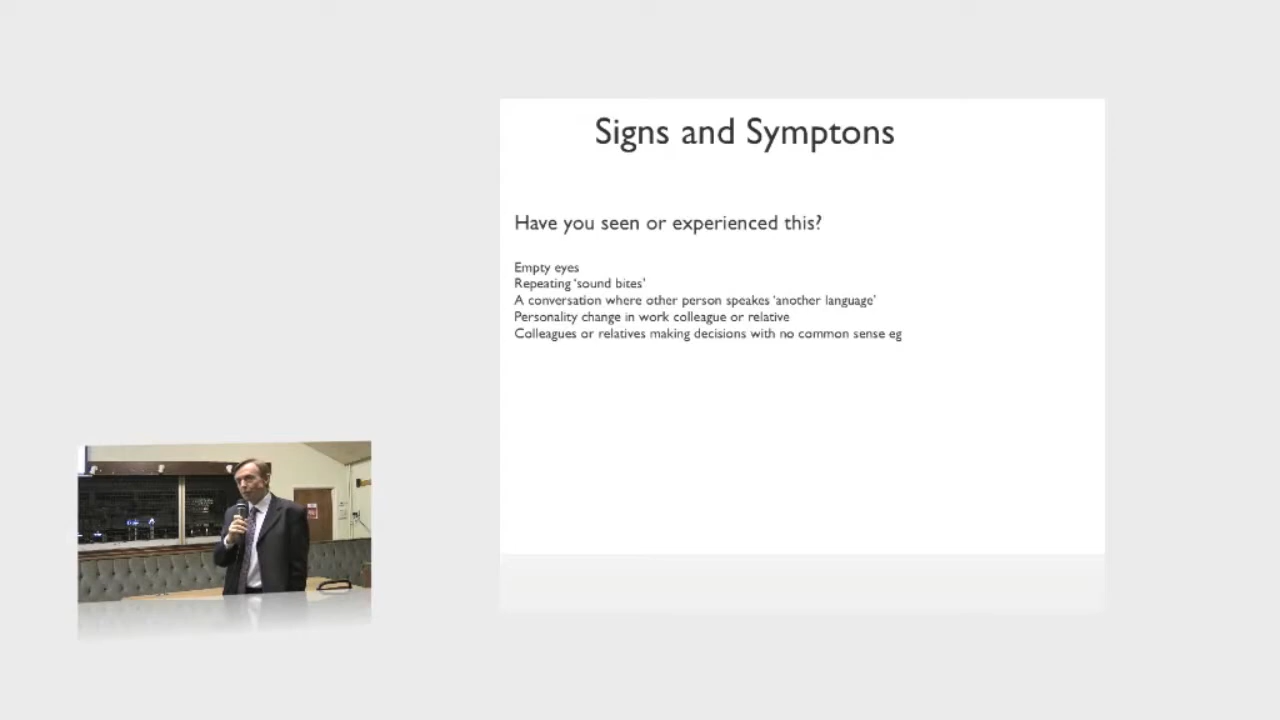 Signs and Symptons
Have you seen or experienced this?
Empty eyes
Repeating 'sound bites'
A conversation where other person speakes 'another language'
Personality change in work colleague or relative
Colleagues or relatives making decisions with no common sense eg